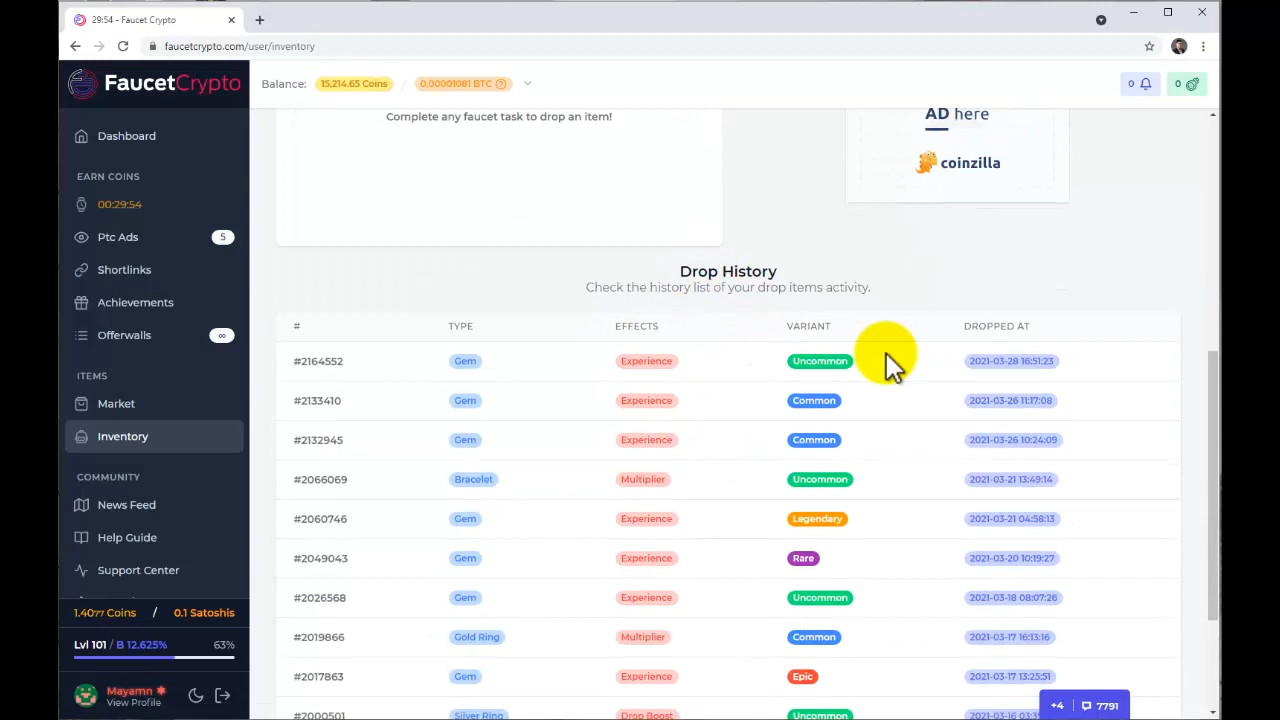 29:54 - Faucet Crypto
faucetcrypto.com/user/inventory
FaucetCrypto
Balance: 15,214.65 Coins / 0.00001081 BTC
0
0
Dashboard
EARN COINS
00:29:54
Ptc Ads 5
Shortlinks
Achievements
Offerwalls ∞
ITEMS
Market
Inventory
COMMUNITY
News Feed
Help Guide
Support Center
1.4077 Coins / 0.1 Satoshis
Lvl 101 / B 12.625% 63%
Mayamn
View Profile
Complete any faucet task to drop an item!
AD here
coinzilla
Drop History
Check the history list of your drop items activity.
# TYPE EFFECTS VARIANT DROPPED AT
#2164552 Gem Experience Uncommon 2021-03-28 16:51:23
#2133410 Gem Experience Common 2021-03-26 11:17:08
#2132945 Gem Experience Common 2021-03-26 10:24:09
#2066069 Bracelet Multiplier Uncommon 2021-03-21 13:49:14
#2060746 Gem Experience Legendary 2021-03-21 04:58:13
#2049043 Gem Experience Rare 2021-03-20 10:19:27
#2026568 Gem Experience Uncommon 2021-03-18 08:07:26
#2019866 Gold Ring Multiplier Common 2021-03-17 16:13:16
#2017863 Gem Experience Epic 2021-03-17 13:25:51
#2000501 Silver Ring Drop Boost Uncommon
+4 7791